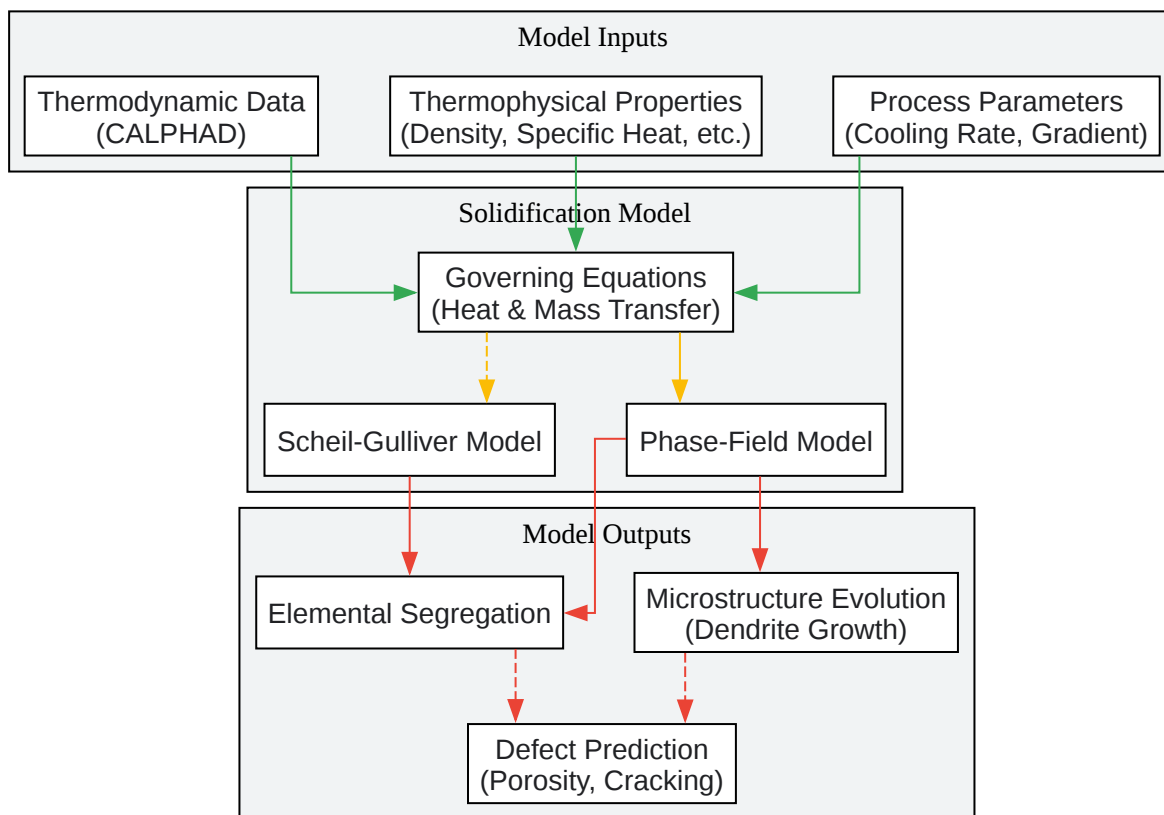 Model Inputs
Thermodynamic Data
(CALPHAD)
Thermophysical Properties
(Density, Specific Heat, etc.)
Process Parameters
(Cooling Rate, Gradient)
Solidification Model
Governing Equations
(Heat & Mass Transfer)
Scheil-Gulliver Model
Phase-Field Model
Model Outputs
Elemental Segregation
Microstructure Evolution
(Dendrite Growth)
Defect Prediction
(Porosity, Cracking)